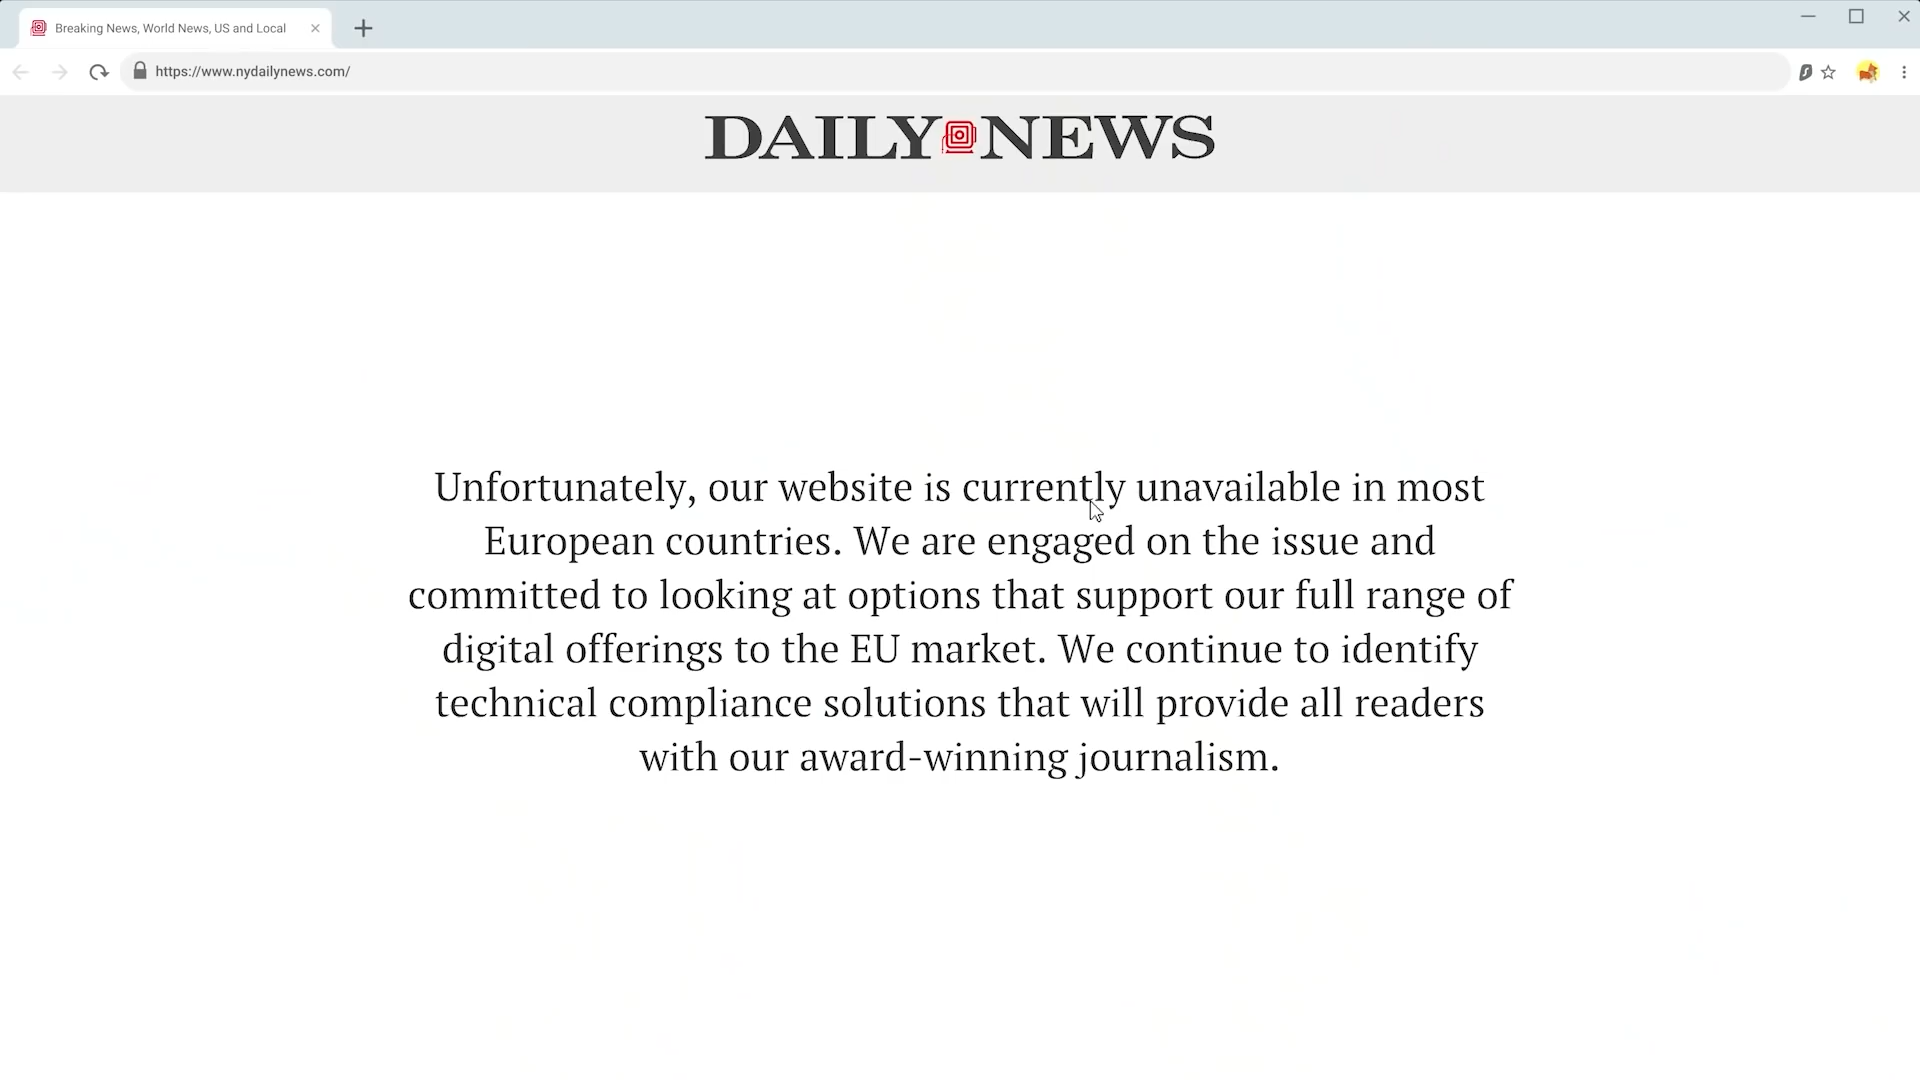 Breaking News, World News, US and Local
https://www.nydailynews.com/
DAILY NEWS
Unfortunately, our website is currently unavailable in most
European countries. We are engaged on the issue and
committed to looking at options that support our full range of
digital offerings to the EU market. We continue to identify
technical compliance solutions that will provide all readers
with our award-winning journalism.